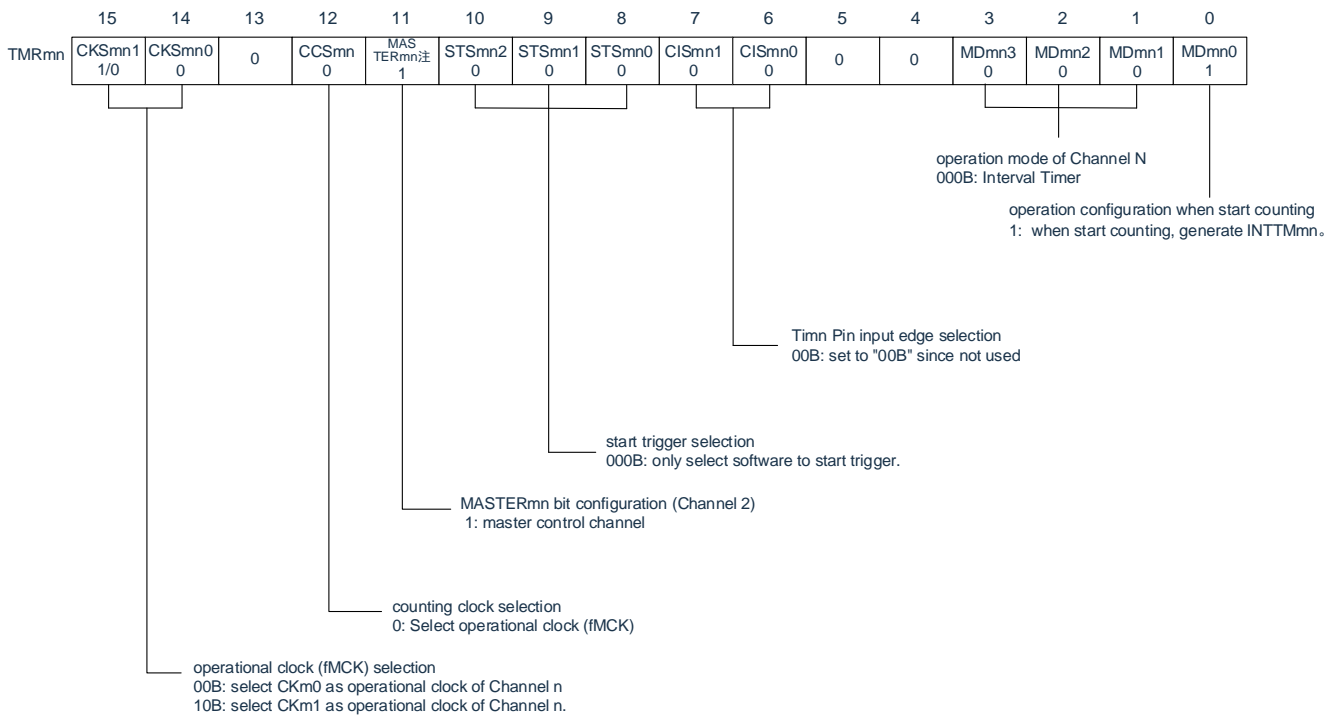 15 14 13 12 11 10 9 8 7 6 5 4 3 2 1 0
TMRmn
CKSmn1 1/0
CKSmn0 0
0
CCSmn 0
MAS
TERmn注
1
STSmn2 0
STSmn1 0
STSmn0 0
CISmn1 0
CISmn0 0
0
0
MDmn3 0
MDmn2 0
MDmn1 0
MDmn0 1
operation mode of Channel N
000B: Interval Timer
operation configuration when start counting
1: when start counting, generate INTTMmn。
Timn Pin input edge selection
00B: set to "00B" since not used
start trigger selection
000B: only select software to start trigger.
MASTERmn bit configuration (Channel 2)
1: master control channel
counting clock selection
0: Select operational clock (fMCK)
operational clock (fMCK) selection
00B: select CKm0 as operational clock of Channel n
10B: select CKm1 as operational clock of Channel n.